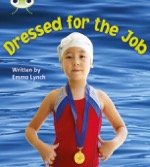 Dressed for the Job
Written by
Emma Lynch